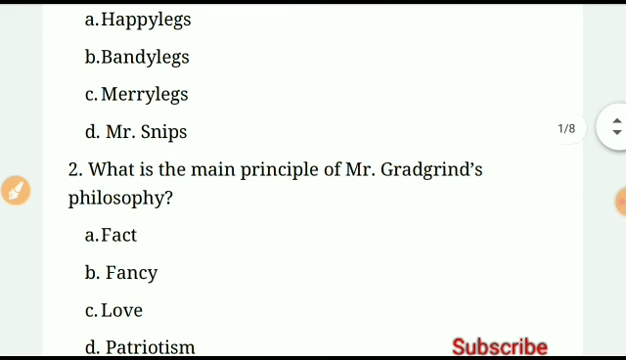 a. Happylegs
b. Bandylegs
c. Merrylegs
d. Mr. Snips
1/8
2. What is the main principle of Mr. Gradgrind's
philosophy?
a. Fact
b. Fancy
c. Love
d. Patriotism
Subscribe